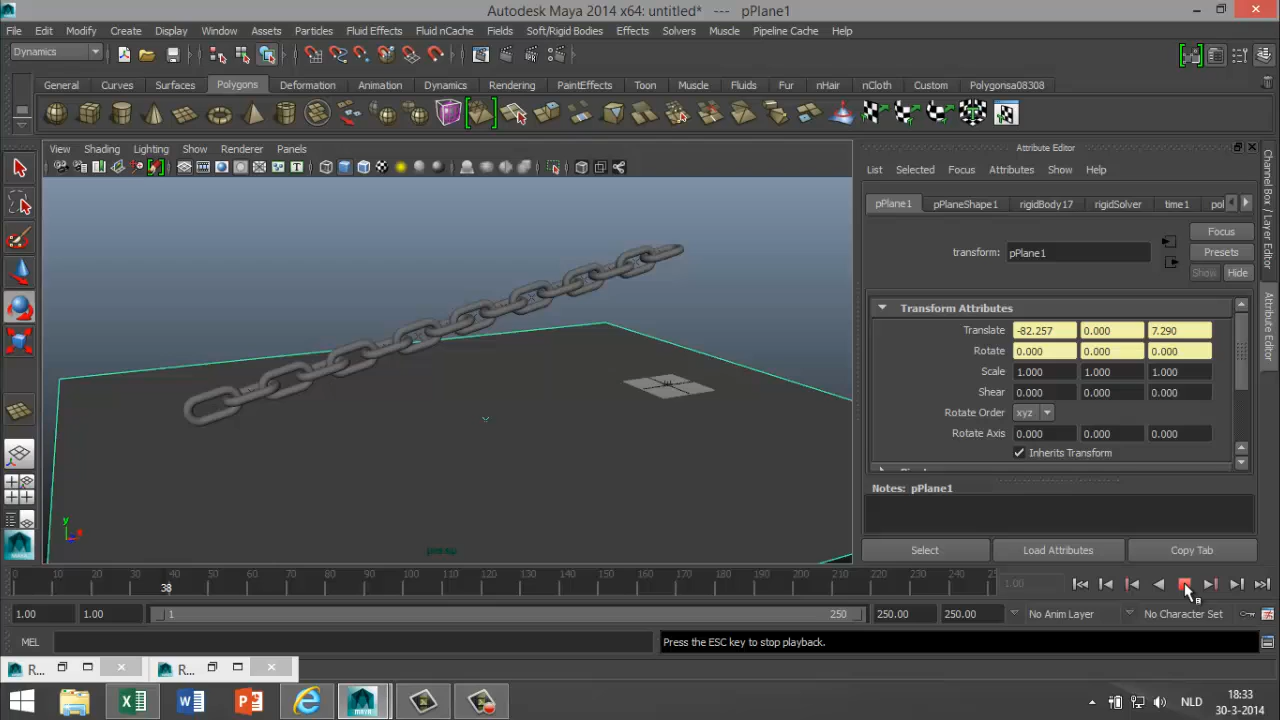 Autodesk Maya 2014 x64: untitled* --- pPlane1
File Edit Modify Create Display Window Assets Particles Fluid Effects Fluid nCache Fields Soft/Rigid Bodies Effects Solvers Muscle Pipeline Cache Help
Dynamics
General Curves Surfaces Polygons Deformation Animation Dynamics Rendering PaintEffects Toon Muscle Fluids Fur nHair nCloth Custom Polygonsa08308
View Shading Lighting Show Renderer Panels
Attribute Editor
List Selected Focus Attributes Show Help
pPlane1 pPlaneShape1 rigidBody17 rigidSolver time1 pol
Focus
transform: pPlane1
Presets
Show Hide
Transform Attributes
Translate -82.257 0.000 7.290
Rotate 0.000 0.000 0.000
Scale 1.000 1.000 1.000
Shear 0.000 0.000 0.000
Rotate Order xyz
Rotate Axis 0.000 0.000 0.000
Inherits Transform
Notes: pPlane1
Select Load Attributes Copy Tab
Channel Box / Layer Editor
Attribute Editor
y
persp
0 10 20 30 40 50 60 70 80 90 100 110 120 130 140 150 160 170 180 190 200 210 220 230 240 2
38
1.00
1.00 1.00 1 250 250.00 250.00 No Anim Layer No Character Set
MEL Press the ESC key to stop playback.
R... R...
NLD
18:33
30-3-2014